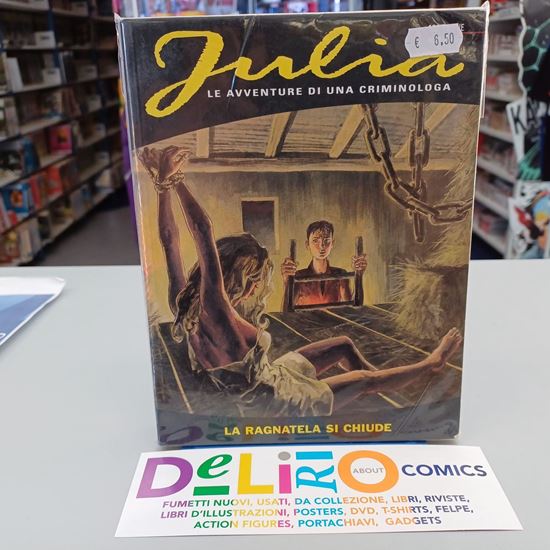 € 6,50
Julia
LE AVVENTURE DI UNA CRIMINOLOGA
LA RAGNATELA SI CHIUDE
DeLiRiO ABOUT COMICS
FUMETTI NUOVI, USATI, DA COLLEZIONE, LIBRI, RIVISTE,
LIBRI D'ILLUSTRAZIONI, POSTERS, DVD, T-SHIRTS, FELPE,
ACTION FIGURES, PORTACHIAVI, GADGETS